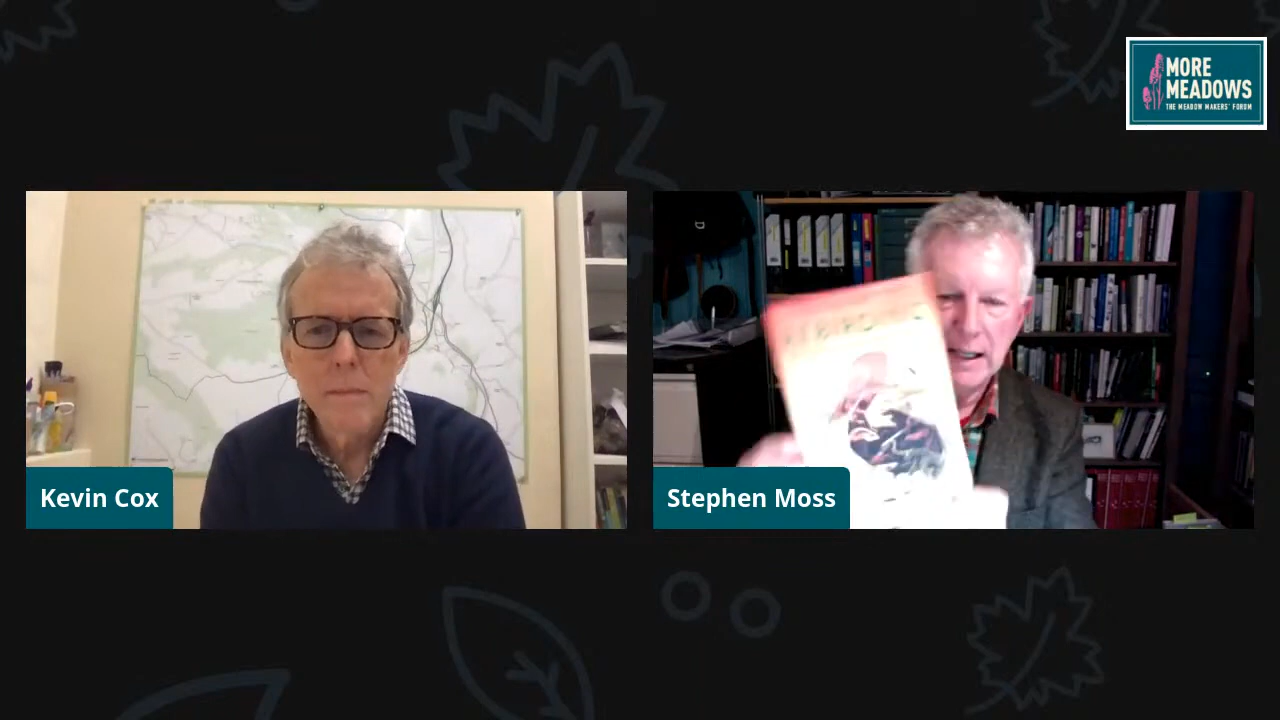 MORE
MEADOWS
THE MEADOW MAKERS' FORUM
Kevin Cox
Stephen Moss